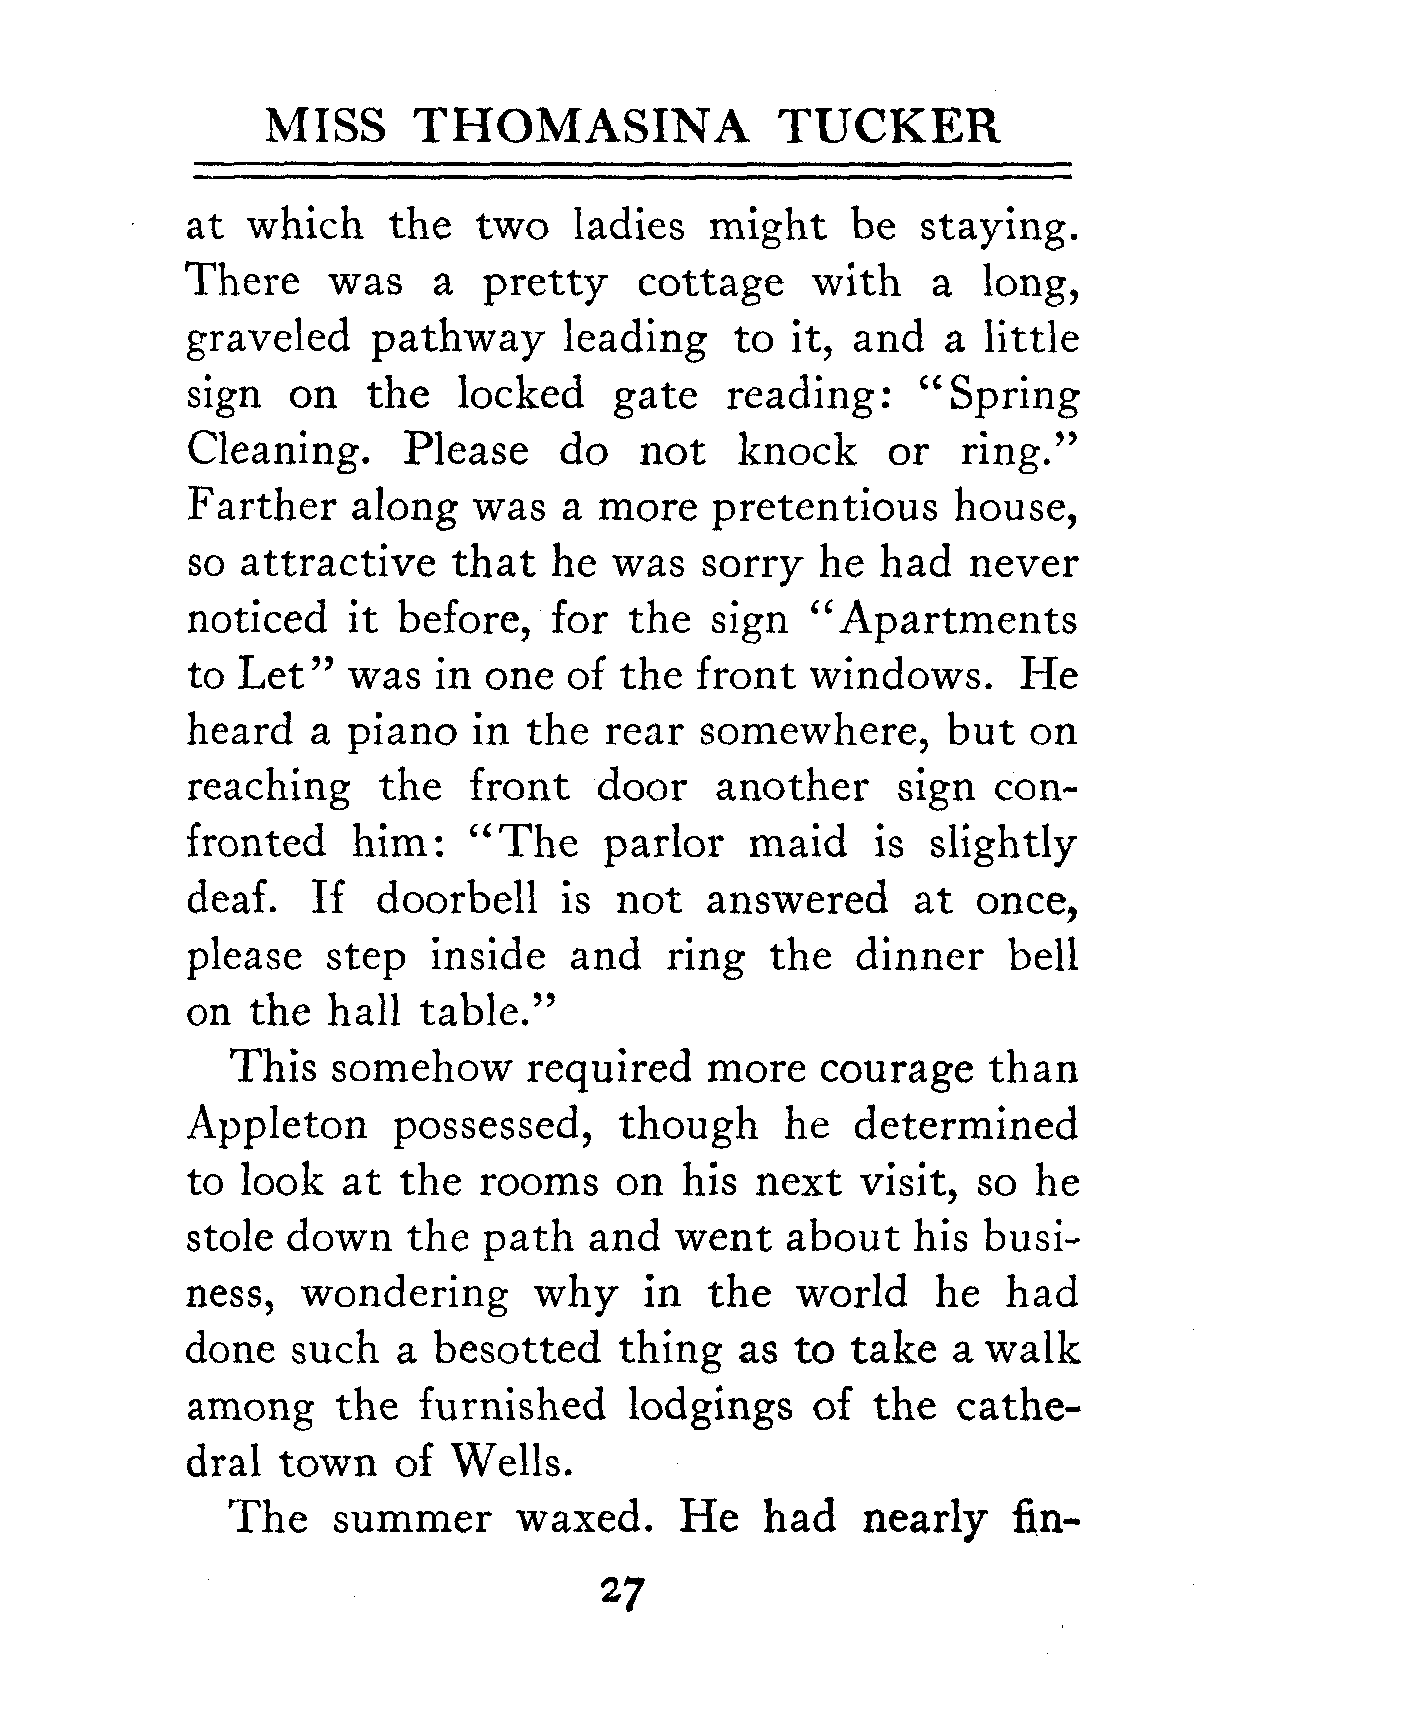 MISS THOMASINA TUCKER
at which the two ladies might be staying.
There was a pretty cottage with a long,
graveled pathway leading to it, and a little
sign on the locked gate reading: “Spring
Cleaning. Please do not knock or ring.”
Farther along was a more pretentious house,
so attractive that he was sorry he had never
noticed it before, for the sign “Apartments
to Let” was in one of the front windows. He
heard a piano in the rear somewhere, but on
reaching the front door another sign con-
fronted him: “The parlor maid is slightly
deaf. If doorbell is not answered at once,
please step inside and ring the dinner bell
on the hall table.”
This somehow required more courage than
Appleton possessed, though he determined
to look at the rooms on his next visit, so he
stole down the path and went about his busi-
ness, wondering why in the world he had
done such a besotted thing as to take a walk
among the furnished lodgings of the cathe-
dral town of Wells.
The summer waxed. He had nearly fin-
27